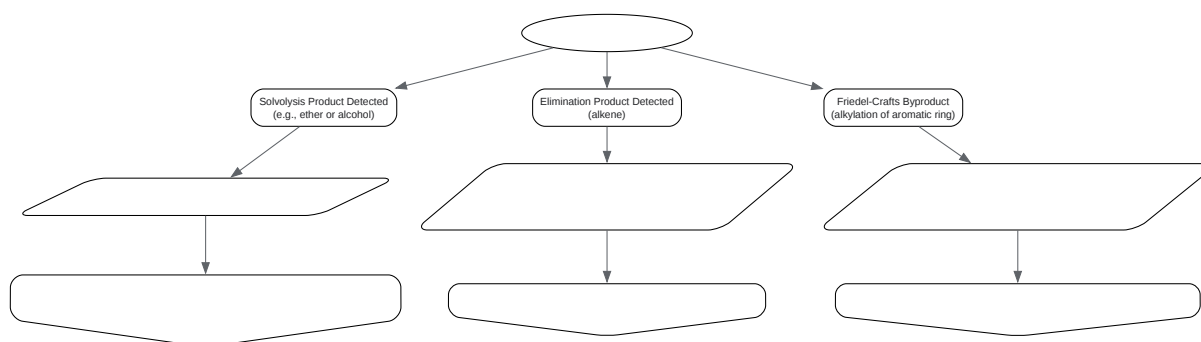 Solvolysis Product Detected
(e.g., ether or alcohol)
Elimination Product Detected
(alkene)
Friedel-Crafts Byproduct
(alkylation of aromatic ring)